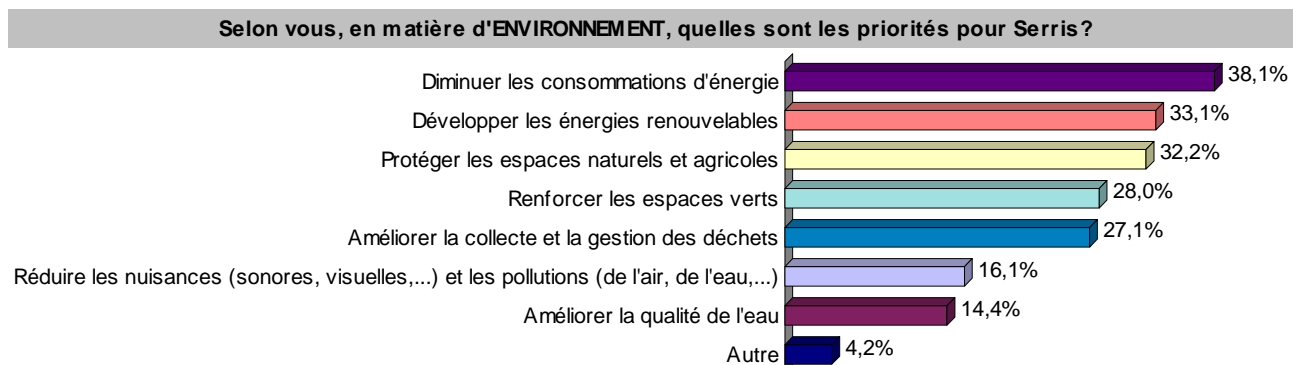 Selon vous, en matière d'ENVIRONNEMENT, quelles sont les priorités pour Serris?
Diminuer les consommations d'énergie 38,1%
Développer les énergies renouvelables 33,1%
Protéger les espaces naturels et agricoles 32,2%
Renforcer les espaces verts 28,0%
Améliorer la collecte et la gestion des déchets 27,1%
Réduire les nuisances (sonores, visuelles,...) et les pollutions (de l'air, de l'eau,...) 16,1%
Améliorer la qualité de l'eau 14,4%
Autre 4,2%